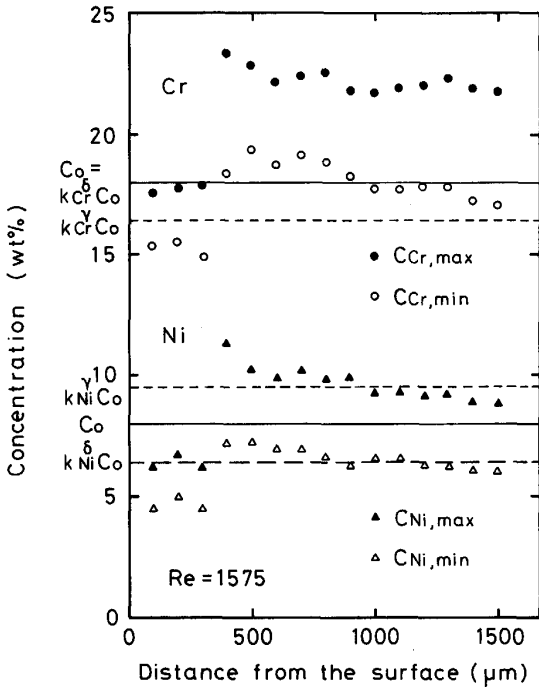 25
Cr
20
Co =
δ
kCrCo
γ
kCrCo
15
CCr,max
CCr,min
Ni
10
γ
kNiCo
Co
δ
kNiCo
5
CNi,max
CNi,min
Re = 1575
0
0 500 1000 1500
Distance from the surface (μm)
Concentration (wt%)